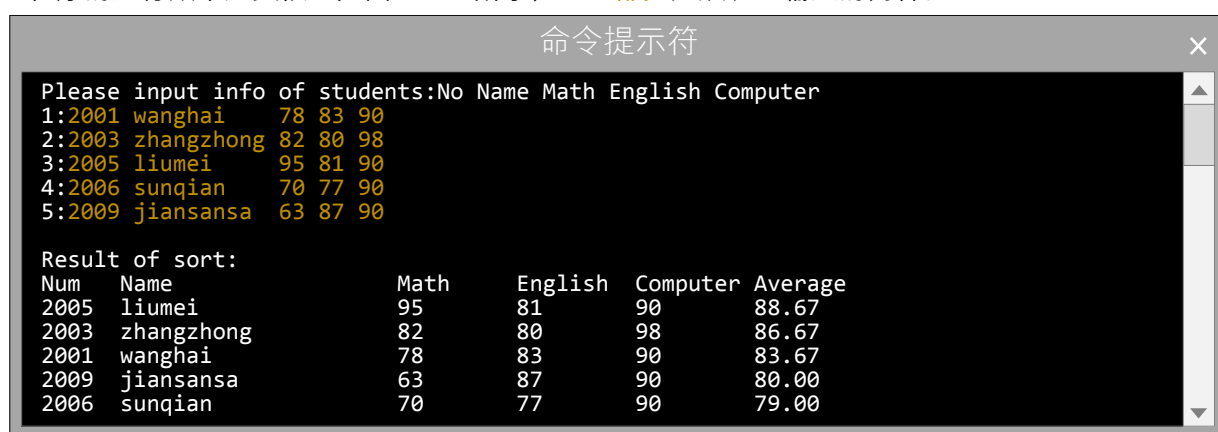 命令提示符
Please input info of students:No Name Math English Computer
1:2001 wanghai 78 83 90
2:2003 zhangzhong 82 80 98
3:2005 liumei 95 81 90
4:2006 sunqian 70 77 90
5:2009 jiansansa 63 87 90
Result of sort:
Num Name Math English Computer Average
2005 liumei 95 81 90 88.67
2003 zhangzhong 82 80 98 86.67
2001 wanghai 78 83 90 83.67
2009 jiansansa 63 87 90 80.00
2006 sunqian 70 77 90 79.00